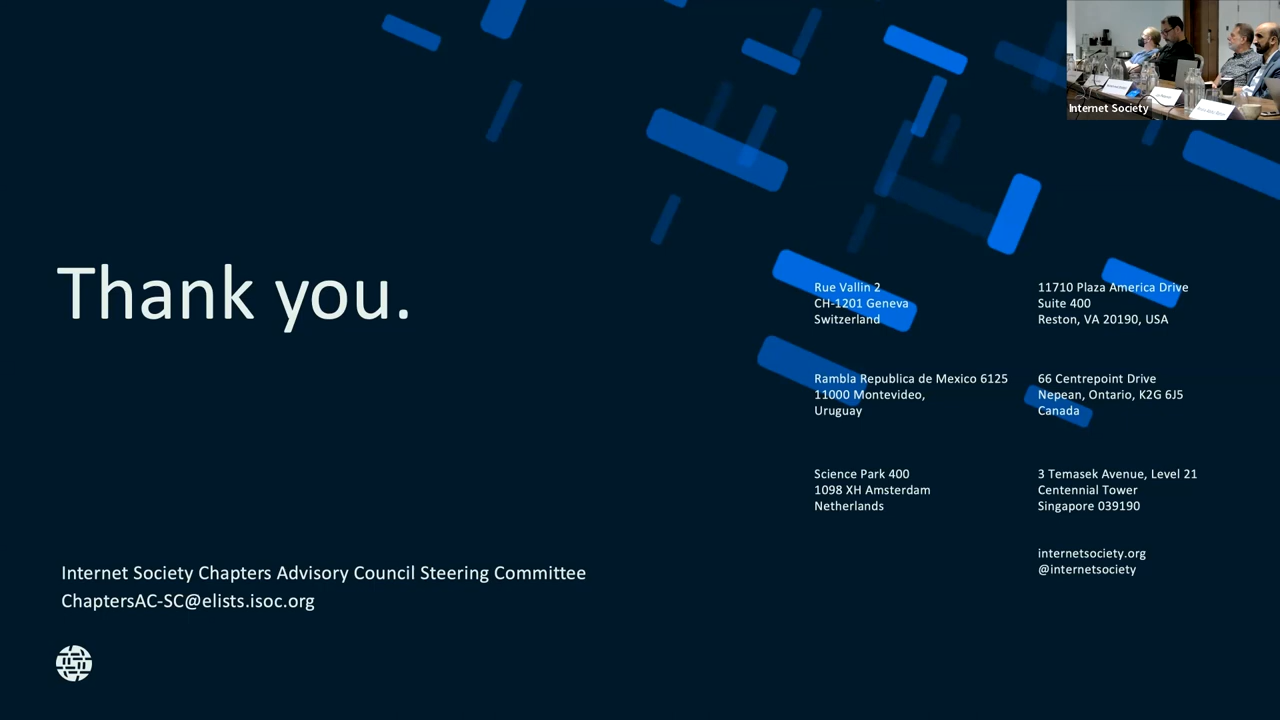 Internet Society
Thank you.
Rue Vallin 2
CH-1201 Geneva
Switzerland
11710 Plaza America Drive
Suite 400
Reston, VA 20190, USA
Rambla Republica de Mexico 6125
11000 Montevideo,
Uruguay
66 Centrepoint Drive
Nepean, Ontario, K2G 6J5
Canada
Science Park 400
1098 XH Amsterdam
Netherlands
3 Temasek Avenue, Level 21
Centennial Tower
Singapore 039190
internetsociety.org
@internetsociety
Internet Society Chapters Advisory Council Steering Committee
ChaptersAC-SC@elists.isoc.org